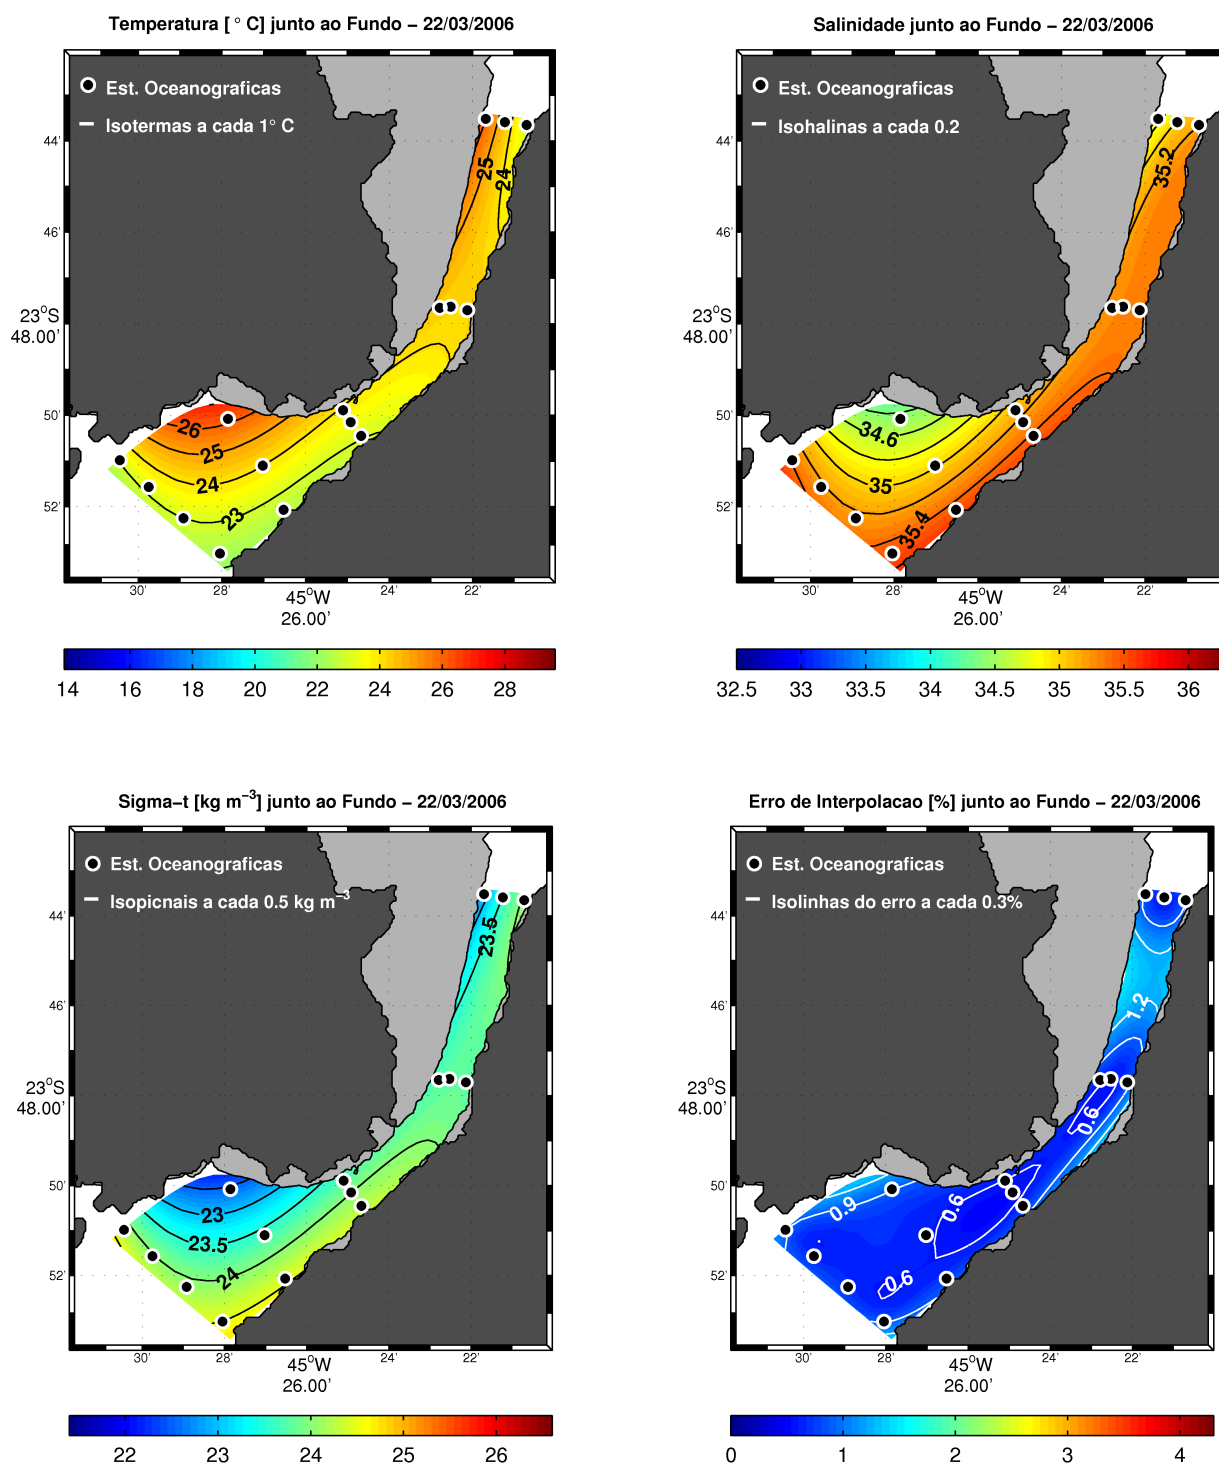 Temperatura [ ° C] junto ao Fundo – 22/03/2006
Est. Oceanograficas
Isotermas a cada 1° C
25
24
26
25
24
23
44'
46'
23°S
48.00'
50'
52'
30'
28'
45°W
26.00'
24'
22'
14 16 18 20 22 24 26 28
Salinidade junto ao Fundo – 22/03/2006
Est. Oceanograficas
Isohalinas a cada 0.2
35.2
34.6
35
35.4
44'
46'
23°S
48.00'
50'
52'
30'
28'
45°W
26.00'
24'
22'
32.5 33 33.5 34 34.5 35 35.5 36
Sigma–t [kg m⁻³] junto ao Fundo – 22/03/2006
Est. Oceanograficas
Isopicnais a cada 0.5 kg m⁻³
23.5
23
23.5
24
44'
46'
23°S
48.00'
50'
52'
30'
28'
45°W
26.00'
24'
22'
22 23 24 25 26
Erro de Interpolacao [%] junto ao Fundo – 22/03/2006
Est. Oceanograficas
Isolinhas do erro a cada 0.3%
1.2
0.6
0.9
0.6
0.6
44'
46'
23°S
48.00'
50'
52'
30'
28'
45°W
26.00'
24'
22'
0 1 2 3 4